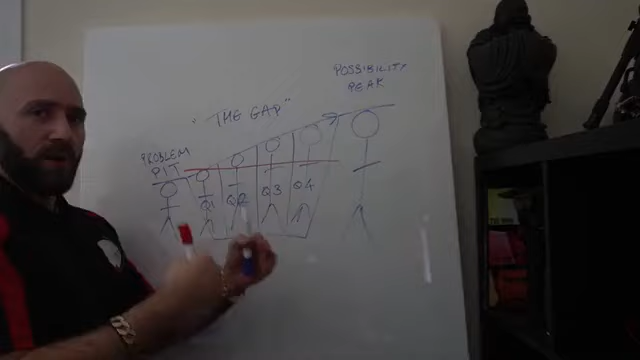 POSSIBILITY
PEAK
"THE GAP"
PROBLEM
PIT
Q1
Q2
Q3
Q4